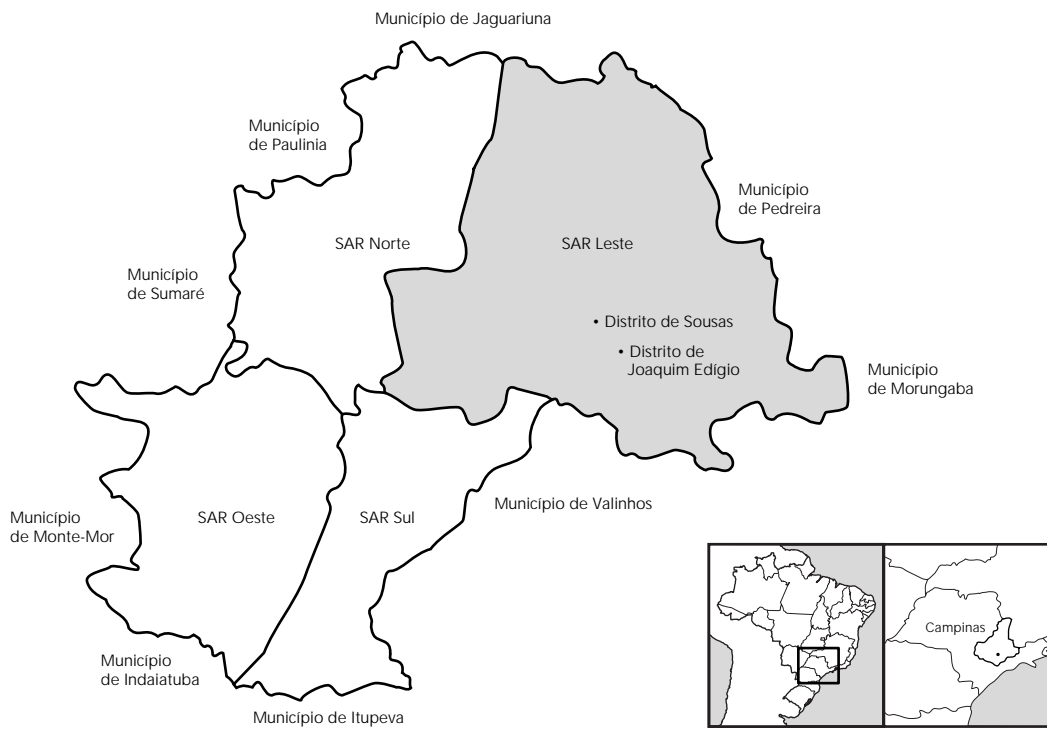 Município de Jaguariuna
Município
de Paulinia
Município
de Pedreira
SAR Norte
SAR Leste
Município
de Sumaré
• Distrito de Sousas
• Distrito de
Joaquim Edígio
Município
de Morungaba
Município de Valinhos
Município
de Monte-Mor
SAR Oeste
SAR Sul
Campinas
Município
de Indaiatuba
Município de Itupeva